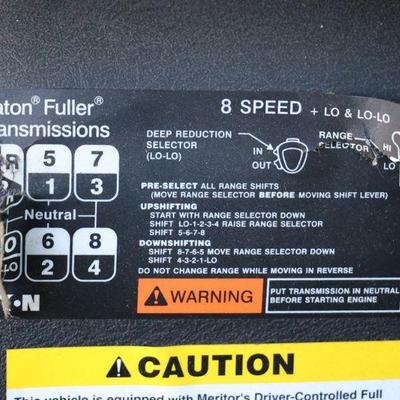 aton® Fuller®
ansmissions
8 SPEED + LO & LO-LO
DEEP REDUCTION
SELECTOR
(LO-LO)
IN
OUT
RANGE
SELECTOR
HI
LO
R 5 7
1 3
Neutral
O 6 8
LO 2 4
PRE-SELECT ALL RANGE SHIFTS
(MOVE RANGE SELECTOR BEFORE MOVING SHIFT LEVER)
UPSHIFTING
START WITH RANGE SELECTOR DOWN
SHIFT LO-1-2-3-4 RAISE RANGE SELECTOR
SHIFT 5-6-7-8
DOWNSHIFTING
SHIFT 8-7-6-5 MOVE RANGE SELECTOR DOWN
SHIFT 4-3-2-1-LO
DO NOT CHANGE RANGE WHILE MOVING IN REVERSE
WARNING
PUT TRANSMISSION IN NEUTRAL
BEFORE STARTING ENGINE
T•N
CAUTION
This vehicle is equipped with Meritor's Driver-Controlled Full